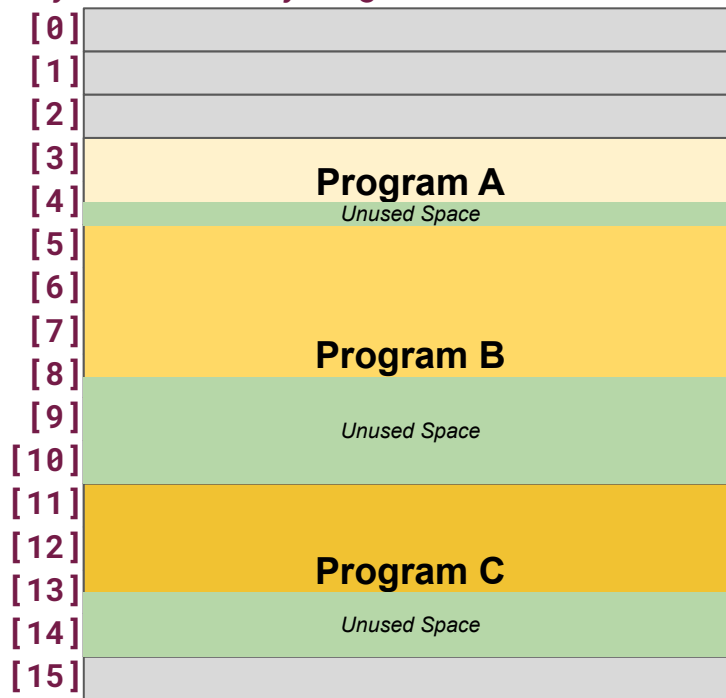 [0]
[1]
[2]
[3]
Program A
[4]
Unused Space
[5]
[6]
[7]
Program B
[8]
[9]
Unused Space
[10]
[11]
[12]
Program C
[13]
[14]
Unused Space
[15]